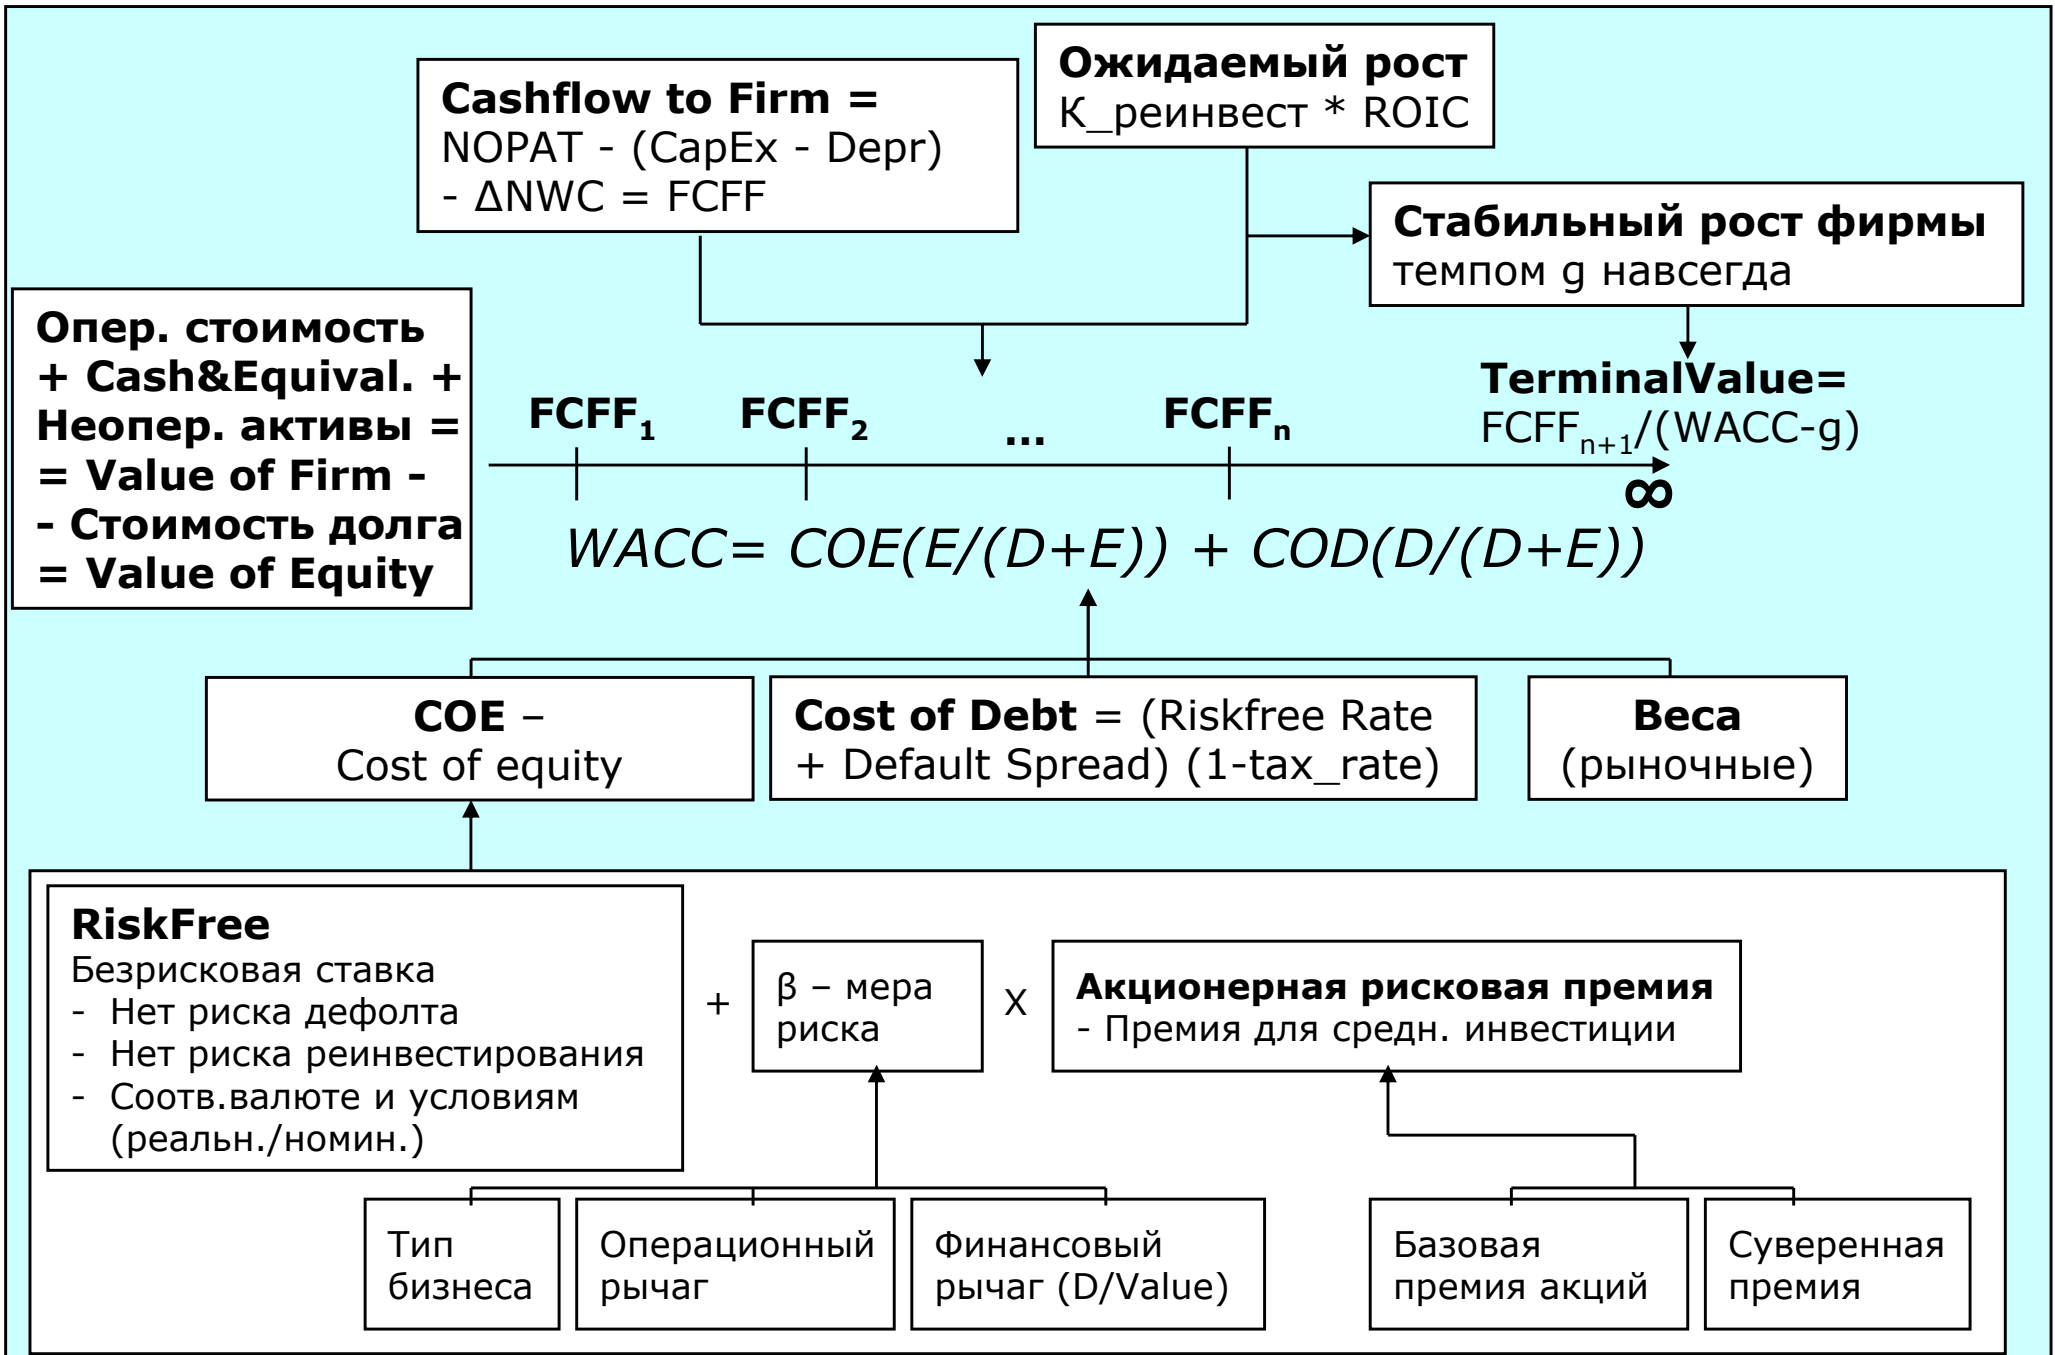 Cashflow to Firm =
NOPAT - (CapEx - Depr)
- ΔNWC = FCFF
Ожидаемый рост
К_реинвест * ROIC
Стабильный рост фирмы
темпом g навсегда
Опер. стоимость
+ Cash&Equival. +
Неопер. активы =
= Value of Firm -
- Стоимость долга
= Value of Equity
FCFF1 FCFF2 ... FCFFn
TerminalValue=
FCFFn+1/(WACC-g)
∞
WACC= COE(E/(D+E)) + COD(D/(D+E))
COE –
Cost of equity
Cost of Debt = (Riskfree Rate
+ Default Spread) (1-tax_rate)
Веса
(рыночные)
RiskFree
Безрисковая ставка
- Нет риска дефолта
- Нет риска реинвестирования
- Соотв.валюте и условиям
(реальн./номин.)
+
β – мера
риска
X
Акционерная рисковая премия
- Премия для средн. инвестиции
Тип
бизнеса
Операционный
рычаг
Финансовый
рычаг (D/Value)
Базовая
премия акций
Суверенная
премия